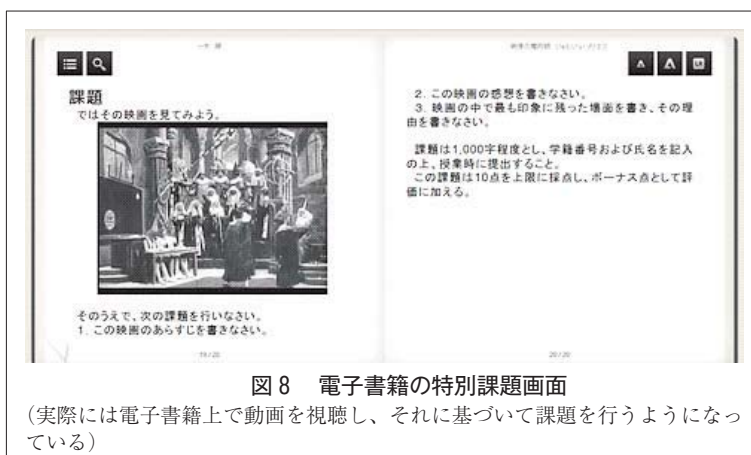 課題
ではその映画を見てみよう。
そのうえで、次の課題を行いなさい。
1. この映画のあらすじを書きなさい。
19/20
2. この映画の感想を書きなさい。
3. 映画の中で最も印象に残った場面を書き、その理
由を書きなさい。
課題は1,000字程度とし、学籍番号および氏名を記入
の上、授業時に提出すること。
この課題は10点を上限に採点し、ボーナス点として評
価に加える。
20/20
図8 電子書籍の特別課題画面
(実際には電子書籍上で動画を視聴し、それに基づいて課題を行うようになっ
ている)